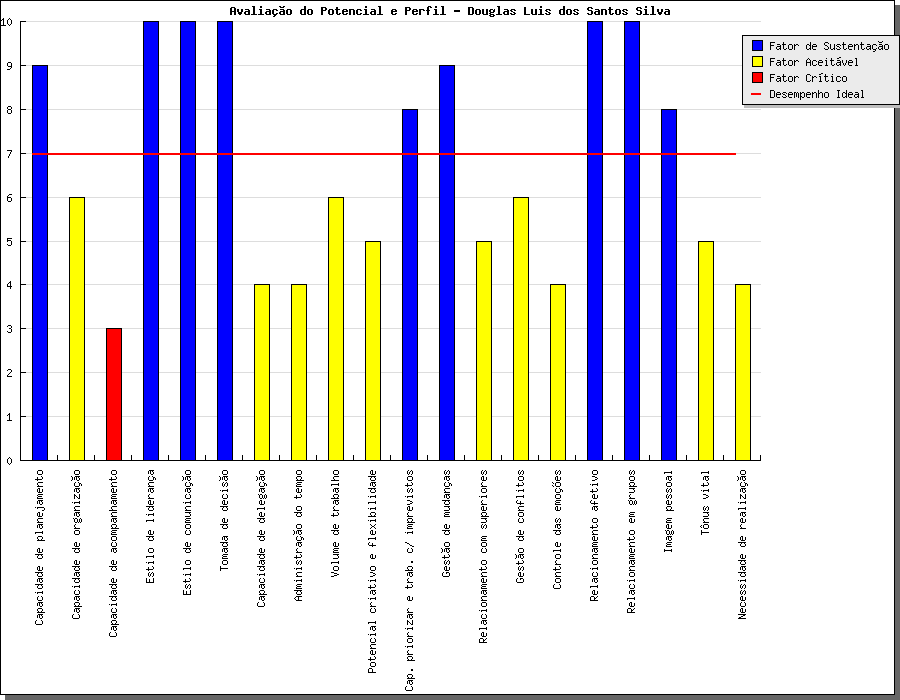 Avaliação do Potencial e Perfil - Douglas Luis dos Santos Silva
Fator de Sustentação
Fator Aceitável
Fator Crítico
Desempenho Ideal
10
9
8
7
6
5
4
3
2
1
0
Capacidade de planejamento
Capacidade de organização
Capacidade de acompanhamento
Estilo de liderança
Estilo de comunicação
Tomada de decisão
Capacidade de delegação
Administração do tempo
Volume de trabalho
Potencial criativo e flexibilidade
Cap. priorizar e trab. c/ imprevistos
Gestão de mudanças
Relacionamento com superiores
Gestão de conflitos
Controle das emoções
Relacionamento afetivo
Relacionamento em grupos
Imagem pessoal
Tônus vital
Necessidade de realização